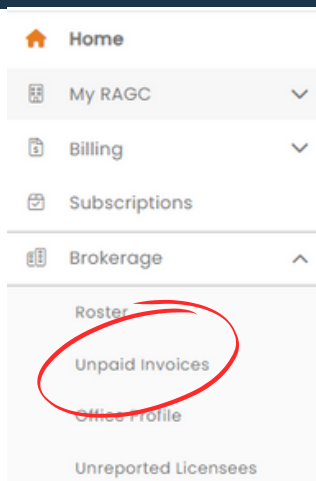 Home
My RAGC
Billing
Subscriptions
Brokerage
Roster
Unpaid Invoices
Office Profile
Unreported Licensees